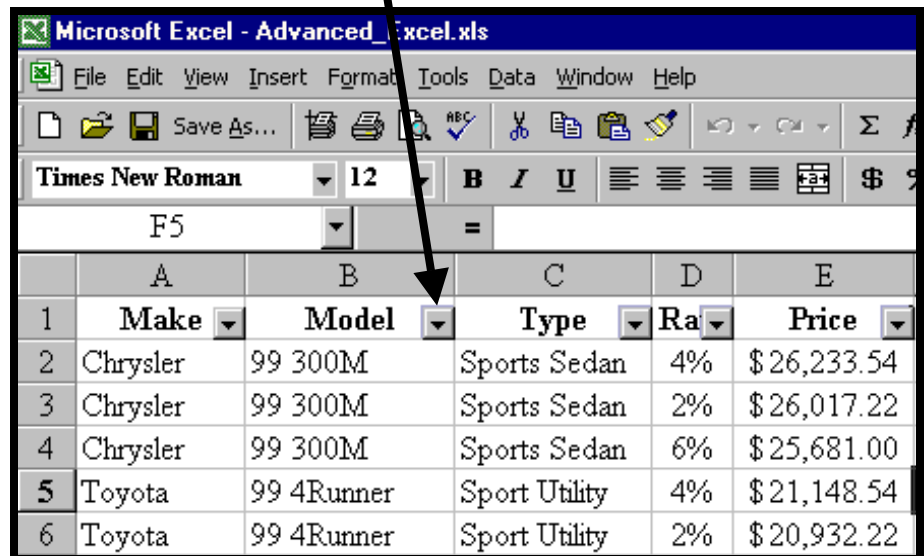 Microsoft Excel - Advanced_Excel.xls
File Edit View Insert Format Tools Data Window Help
Save As... ABC Σ
Times New Roman 12 B I U a $
F5 =
A B C D E
1 Make Model Type Ra Price
2 Chrysler 99 300M Sports Sedan 4% $26,233.54
3 Chrysler 99 300M Sports Sedan 2% $26,017.22
4 Chrysler 99 300M Sports Sedan 6% $25,681.00
5 Toyota 99 4Runner Sport Utility 4% $21,148.54
6 Toyota 99 4Runner Sport Utility 2% $20,932.22